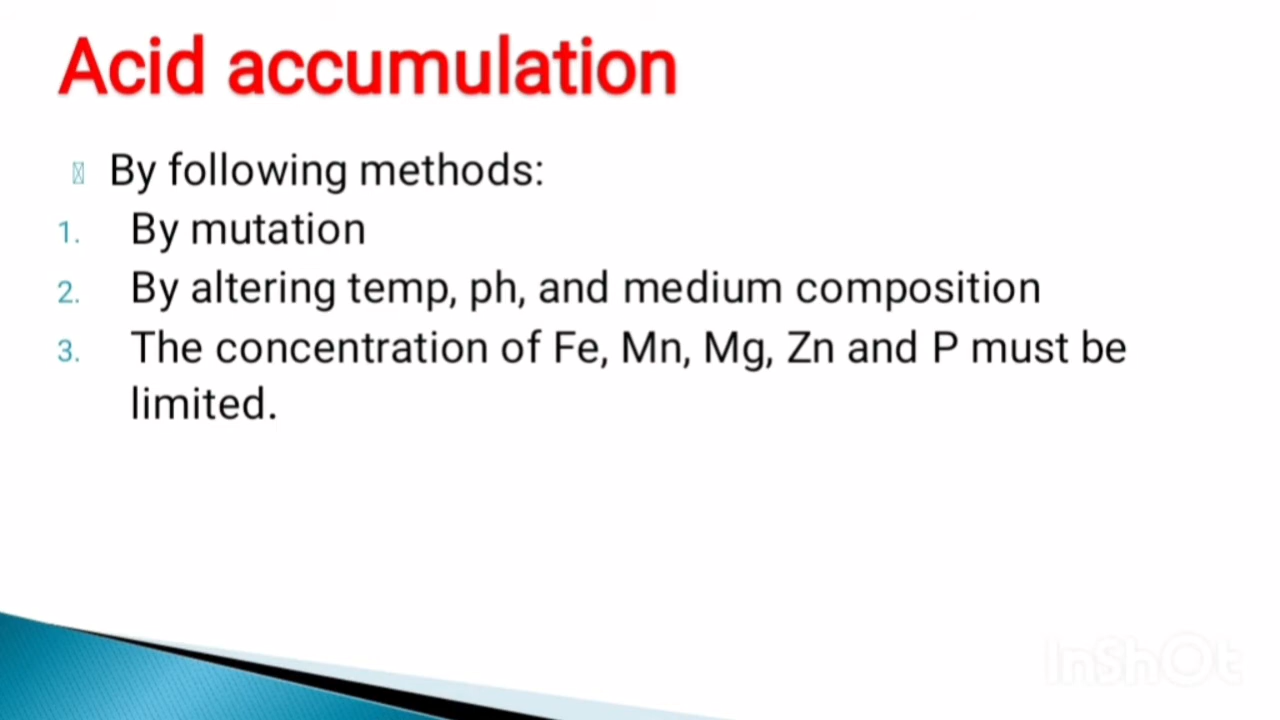 Acid accumulation
By following methods:
1. By mutation
2. By altering temp, ph, and medium composition
3. The concentration of Fe, Mn, Mg, Zn and P must be
limited.
InShOt